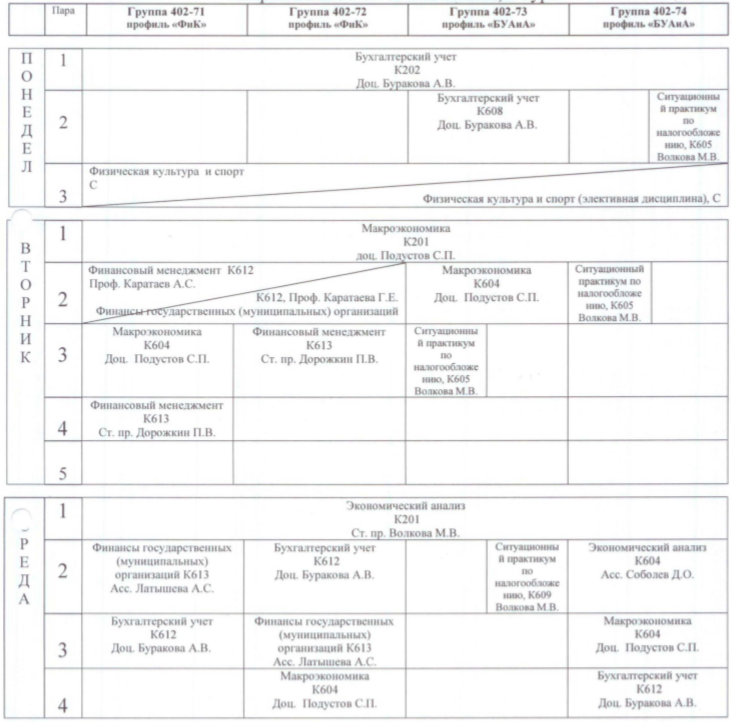 Пара
Группа 402-71
профиль «ФиК»
Группа 402-72
профиль «ФиК»
Группа 402-73
профиль «БУАиА»
Группа 402-74
профиль «БУАиА»
П
О
Н
Е
Д
Е
Л
1
Бухгалтерский учет
К202
Доц. Буракова А.В.
2
Бухгалтерский учет
К608
Доц. Буракова А.В.
Ситуационны
й практикум
по
налогообложе
нию, К605
Волкова М.В.
3
Физическая культура и спорт
С
Физическая культура и спорт (элективная дисциплина), С
В
Т
О
Р
Н
И
К
1
Макроэкономика
К201
доц. Подустов С.П.
2
Финансовый менеджмент К612
Проф. Каратаев А.С.
К612, Проф. Каратаева Г.Е.
Финансы государственных (муниципальных) организаций
Макроэкономика
К604
Доц. Подустов С.П.
Ситуационный
практикум по
налогообложе
нию, К605
Волкова М.В.
3
Макроэкономика
К604
Доц. Подустов С.П.
Финансовый менеджмент
К613
Ст. пр. Дорожкин П.В.
Ситуационны
й практикум
по
налогообложе
нию, К605
Волкова М.В.
4
Финансовый менеджмент
К613
Ст. пр. Дорожкин П.В.
5
Р
Е
Д
А
1
Экономический анализ
К201
Ст. пр. Волкова М.В.
2
Финансы государственных
(муниципальных)
организаций К613
Асс. Латышева А.С.
Бухгалтерский учет
К612
Доц. Буракова А.В.
Ситуационны
й практикум
по
налогообложе
нию, К609
Волкова М.В.
Экономический анализ
К604
Асс. Соболев Д.О.
3
Бухгалтерский учет
К612
Доц. Буракова А.В.
Финансы государственных
(муниципальных)
организаций К613
Асс. Латышева А.С.
Макроэкономика
К604
Доц. Подустов С.П.
4
Макроэкономика
К604
Доц. Подустов С.П.
Бухгалтерский учет
К612
Доц. Буракова А.В.